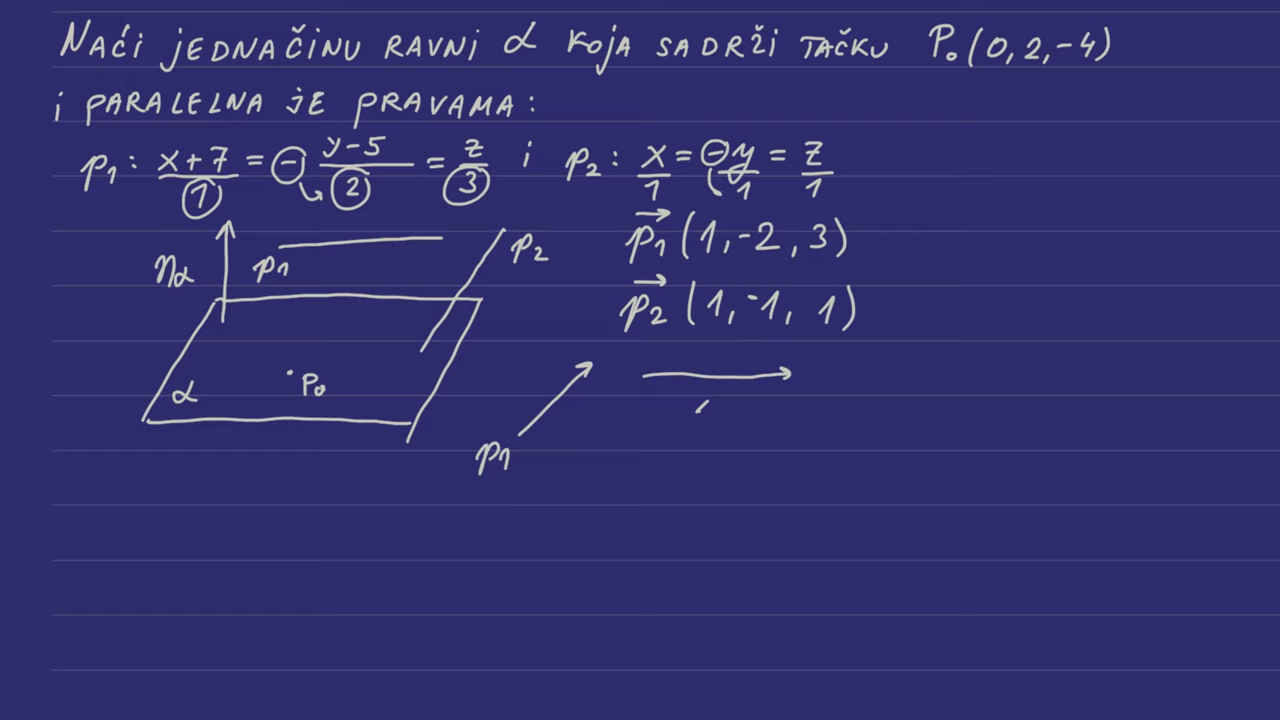 Naći jednačinu ravni α koja sadrži tačku P₀(0,2,-4)
i paralelna je pravama:
p₁: x+7/1 = - y-5/2 = z/3 i p₂: x/1 = -y/1 = z/1
p₁(1,-2,3)
nα p₁ p₂
p₂(1,-1,1)
α P₀
p₁